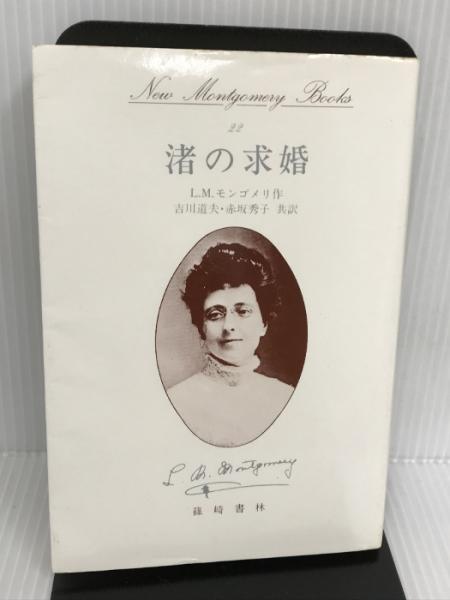 New Montgomery Books
22
渚の求婚
L.M.モンゴメリ作
吉川道夫・赤坂秀子 共訳
L. M. Montgomery
篠崎書林